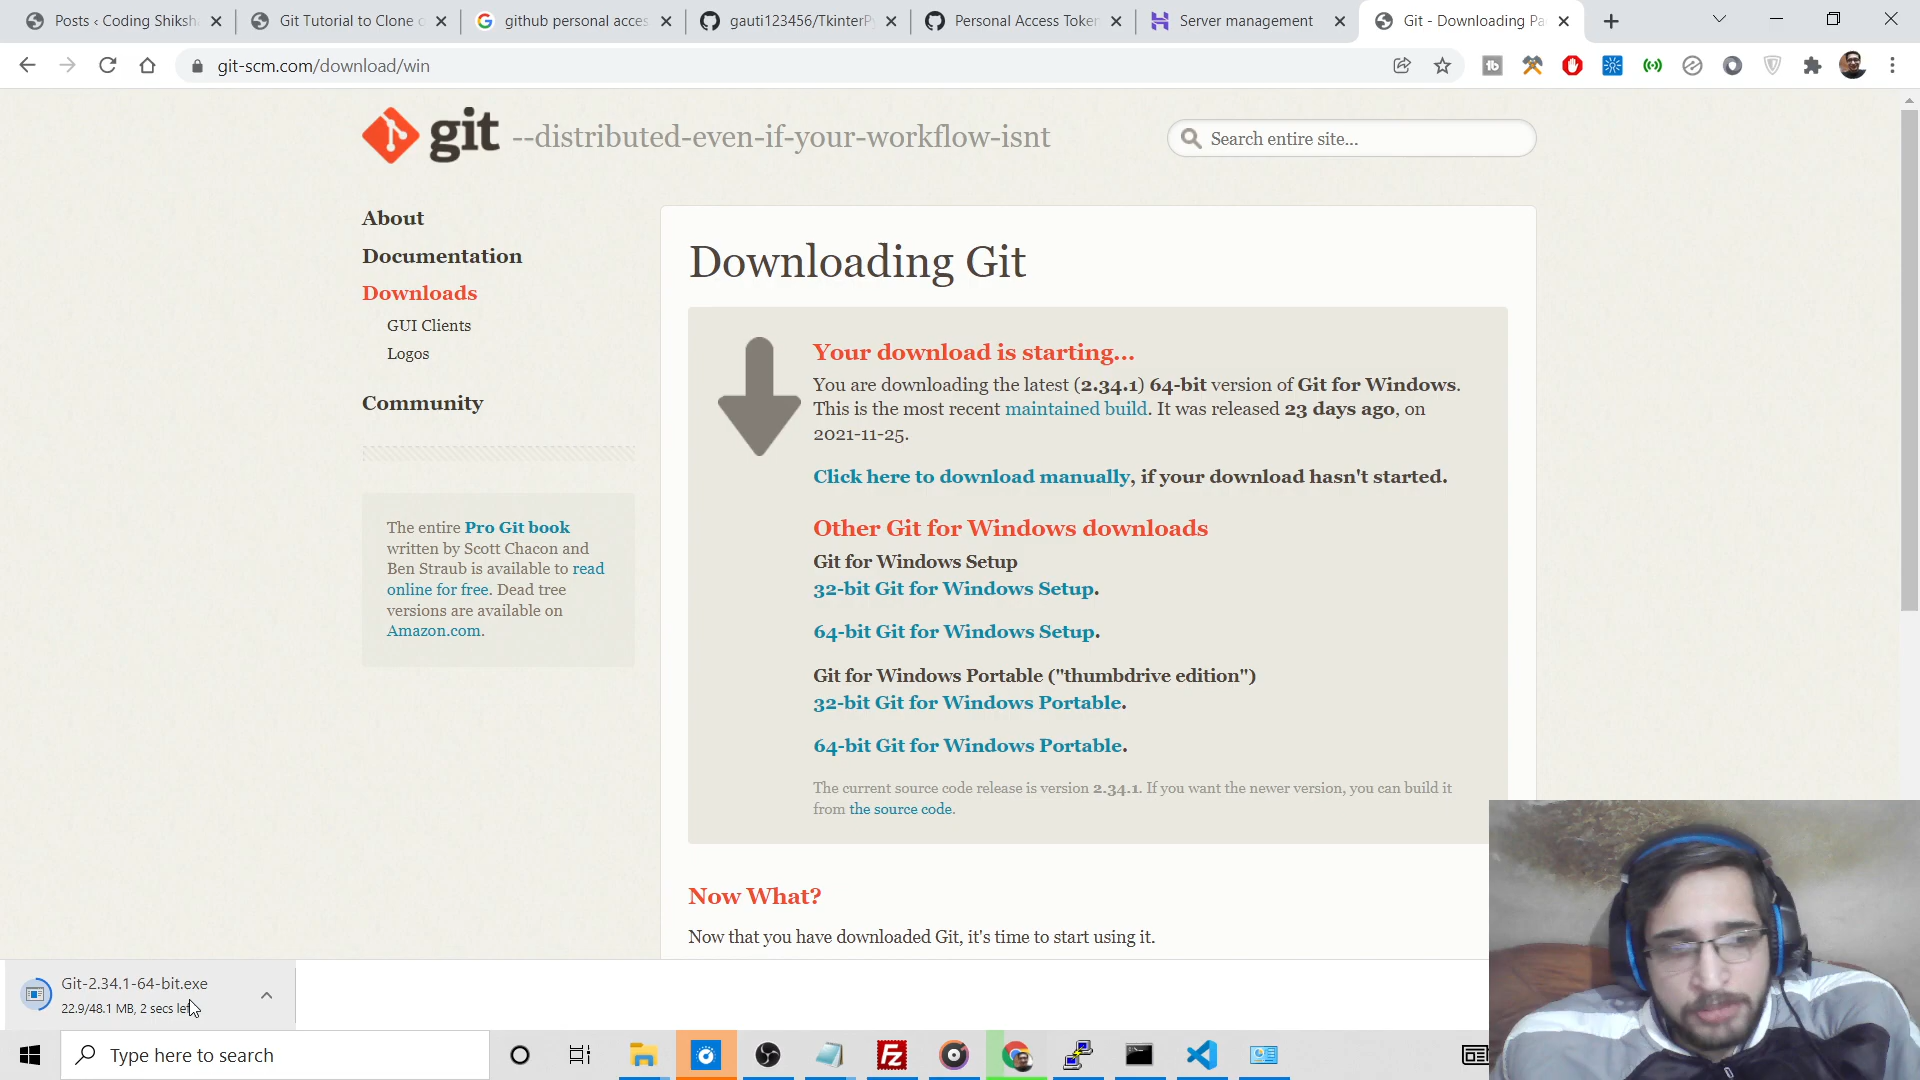 Posts ‹ Coding Shiksha
Git Tutorial to Clone
github personal acces
gauti123456/TkinterPy
Personal Access Token
Server management
Git - Downloading Pa
git-scm.com/download/win
git --distributed-even-if-your-workflow-isnt
Search entire site...
About
Documentation
Downloads
GUI Clients
Logos
Community
The entire Pro Git book
written by Scott Chacon and
Ben Straub is available to read
online for free. Dead tree
versions are available on
Amazon.com.
Downloading Git
Your download is starting...
You are downloading the latest (2.34.1) 64-bit version of Git for Windows.
This is the most recent maintained build. It was released 23 days ago, on
2021-11-25.
Click here to download manually, if your download hasn't started.
Other Git for Windows downloads
Git for Windows Setup
32-bit Git for Windows Setup.
64-bit Git for Windows Setup.
Git for Windows Portable ("thumbdrive edition")
32-bit Git for Windows Portable.
64-bit Git for Windows Portable.
The current source code release is version 2.34.1. If you want the newer version, you can build it
from the source code.
Now What?
Now that you have downloaded Git, it's time to start using it.
Git-2.34.1-64-bit.exe
22.9/48.1 MB, 2 secs left
Type here to search